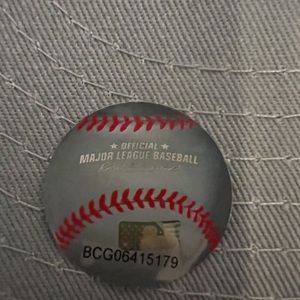 OFFICIAL
MAJOR LEAGUE BASEBALL
BCG06415179